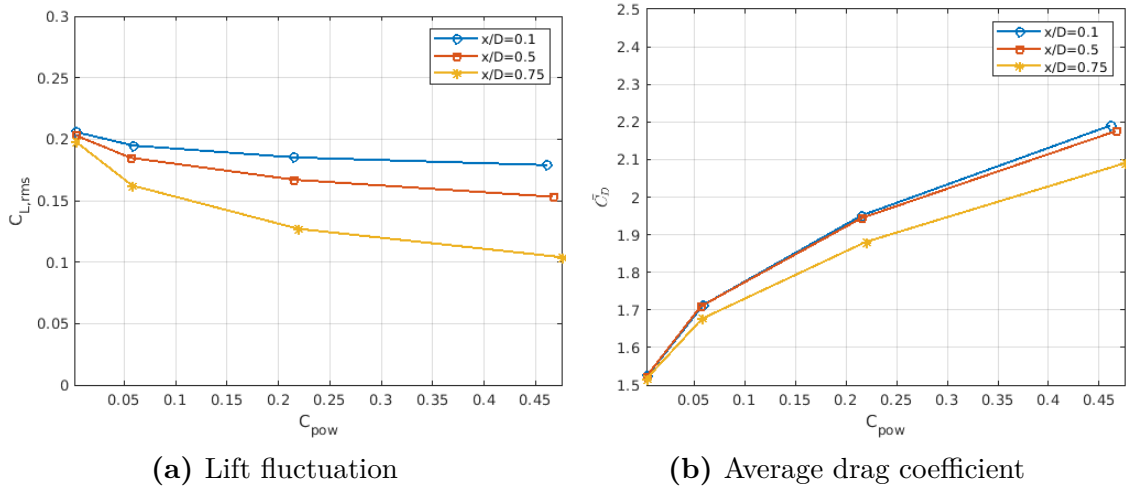 0.3
0.25
0.2
0.15
0.1
0.05
0
C_L,rms
0.05 0.1 0.15 0.2 0.25 0.3 0.35 0.4 0.45
C_pow
x/D=0.1
x/D=0.5
x/D=0.75
(a) Lift fluctuation
2.5
2.4
2.3
2.2
2.1
2
1.9
1.8
1.7
1.6
1.5
C̄_D
0.05 0.1 0.15 0.2 0.25 0.3 0.35 0.4 0.45
C_pow
x/D=0.1
x/D=0.5
x/D=0.75
(b) Average drag coefficient